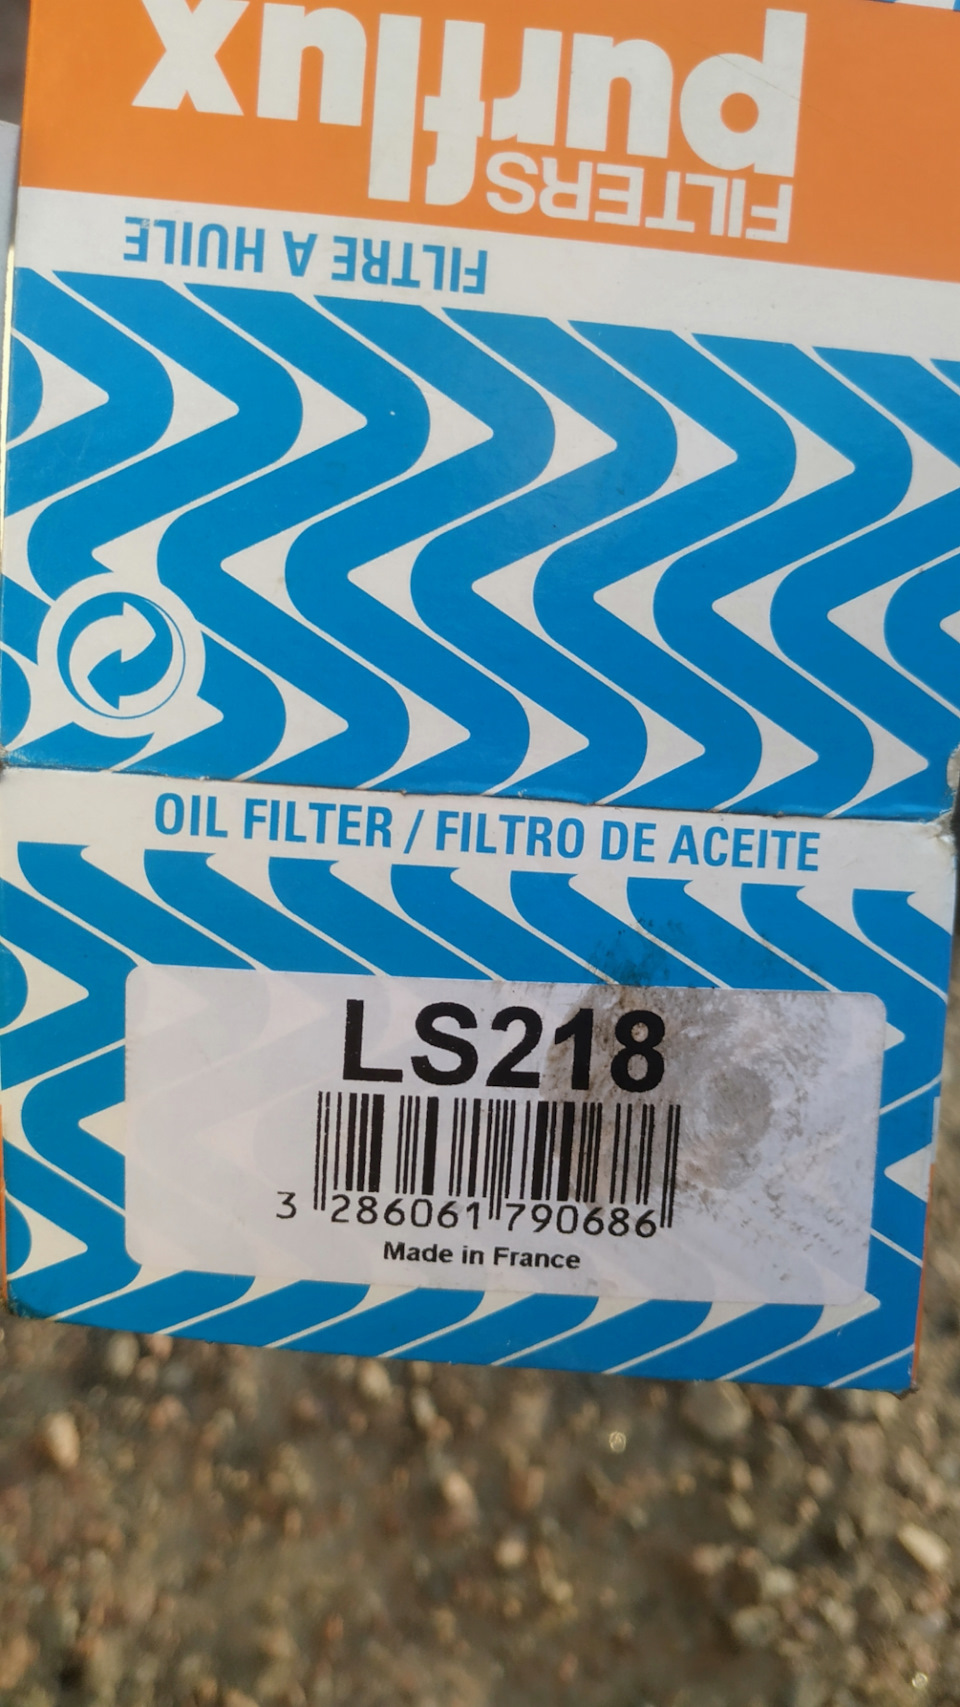 purflux
FILTERS
FILTRE A HUILE
OIL FILTER / FILTRO DE ACEITE
LS218
3 286061 790686
Made in France